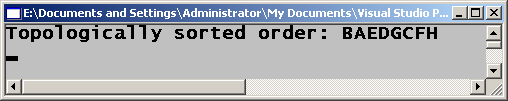 E:\Documents and Settings\Administrator\My Documents\Visual Studio P...
Topologically sorted order: BAEDGCFH